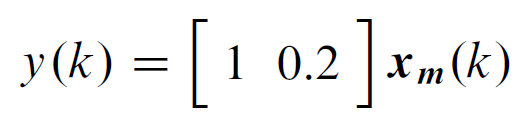 y(k) = [ 1 0.2 ] x_m(k)